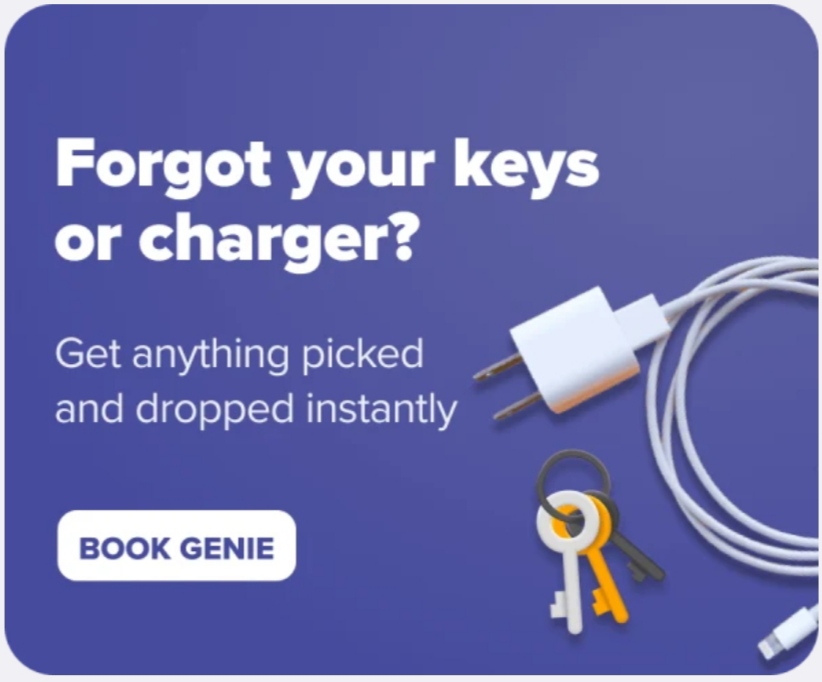 Forgot your keys
or charger?
Get anything picked
and dropped instantly
BOOK GENIE